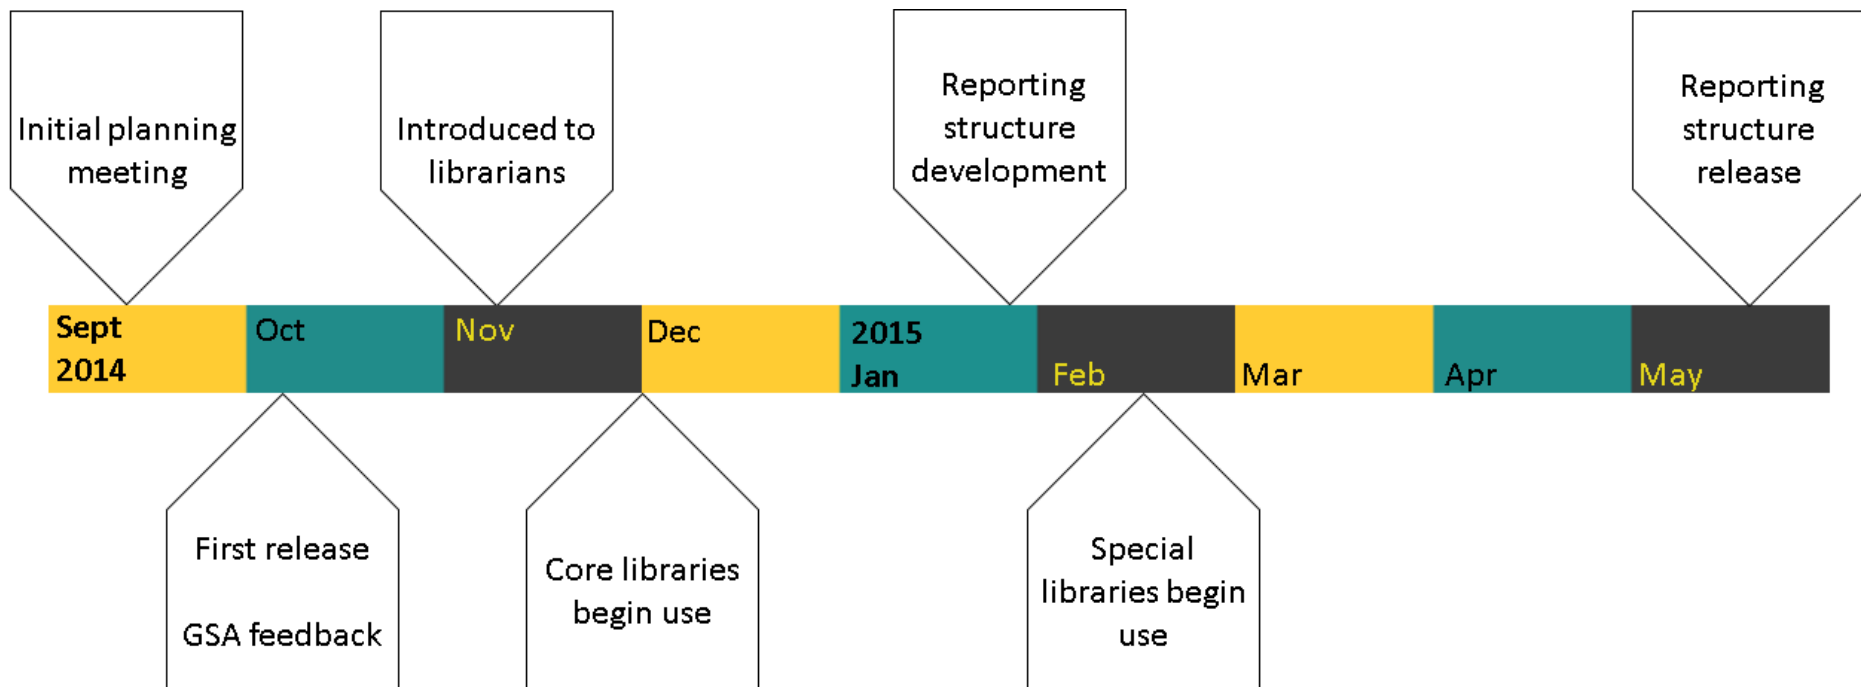 Initial planning
meeting
Introduced to
librarians
Reporting
structure
development
Reporting
structure
release
Sept
2014
Oct
Nov
Dec
2015
Jan
Feb
Mar
Apr
May
First release
GSA feedback
Core libraries
begin use
Special
libraries begin
use